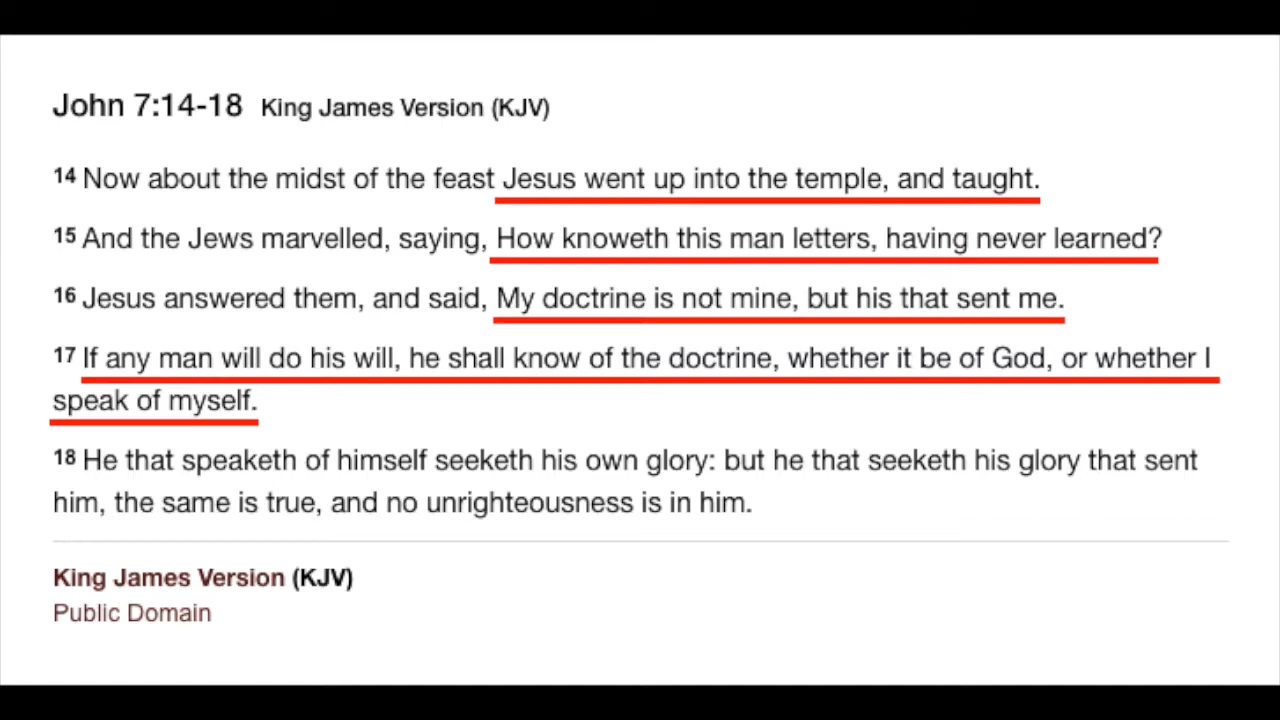 John 7:14-18 King James Version (KJV)
14 Now about the midst of the feast Jesus went up into the temple, and taught.
15 And the Jews marvelled, saying, How knoweth this man letters, having never learned?
16 Jesus answered them, and said, My doctrine is not mine, but his that sent me.
17 If any man will do his will, he shall know of the doctrine, whether it be of God, or whether I
speak of myself.
18 He that speaketh of himself seeketh his own glory: but he that seeketh his glory that sent
him, the same is true, and no unrighteousness is in him.
King James Version (KJV)
Public Domain